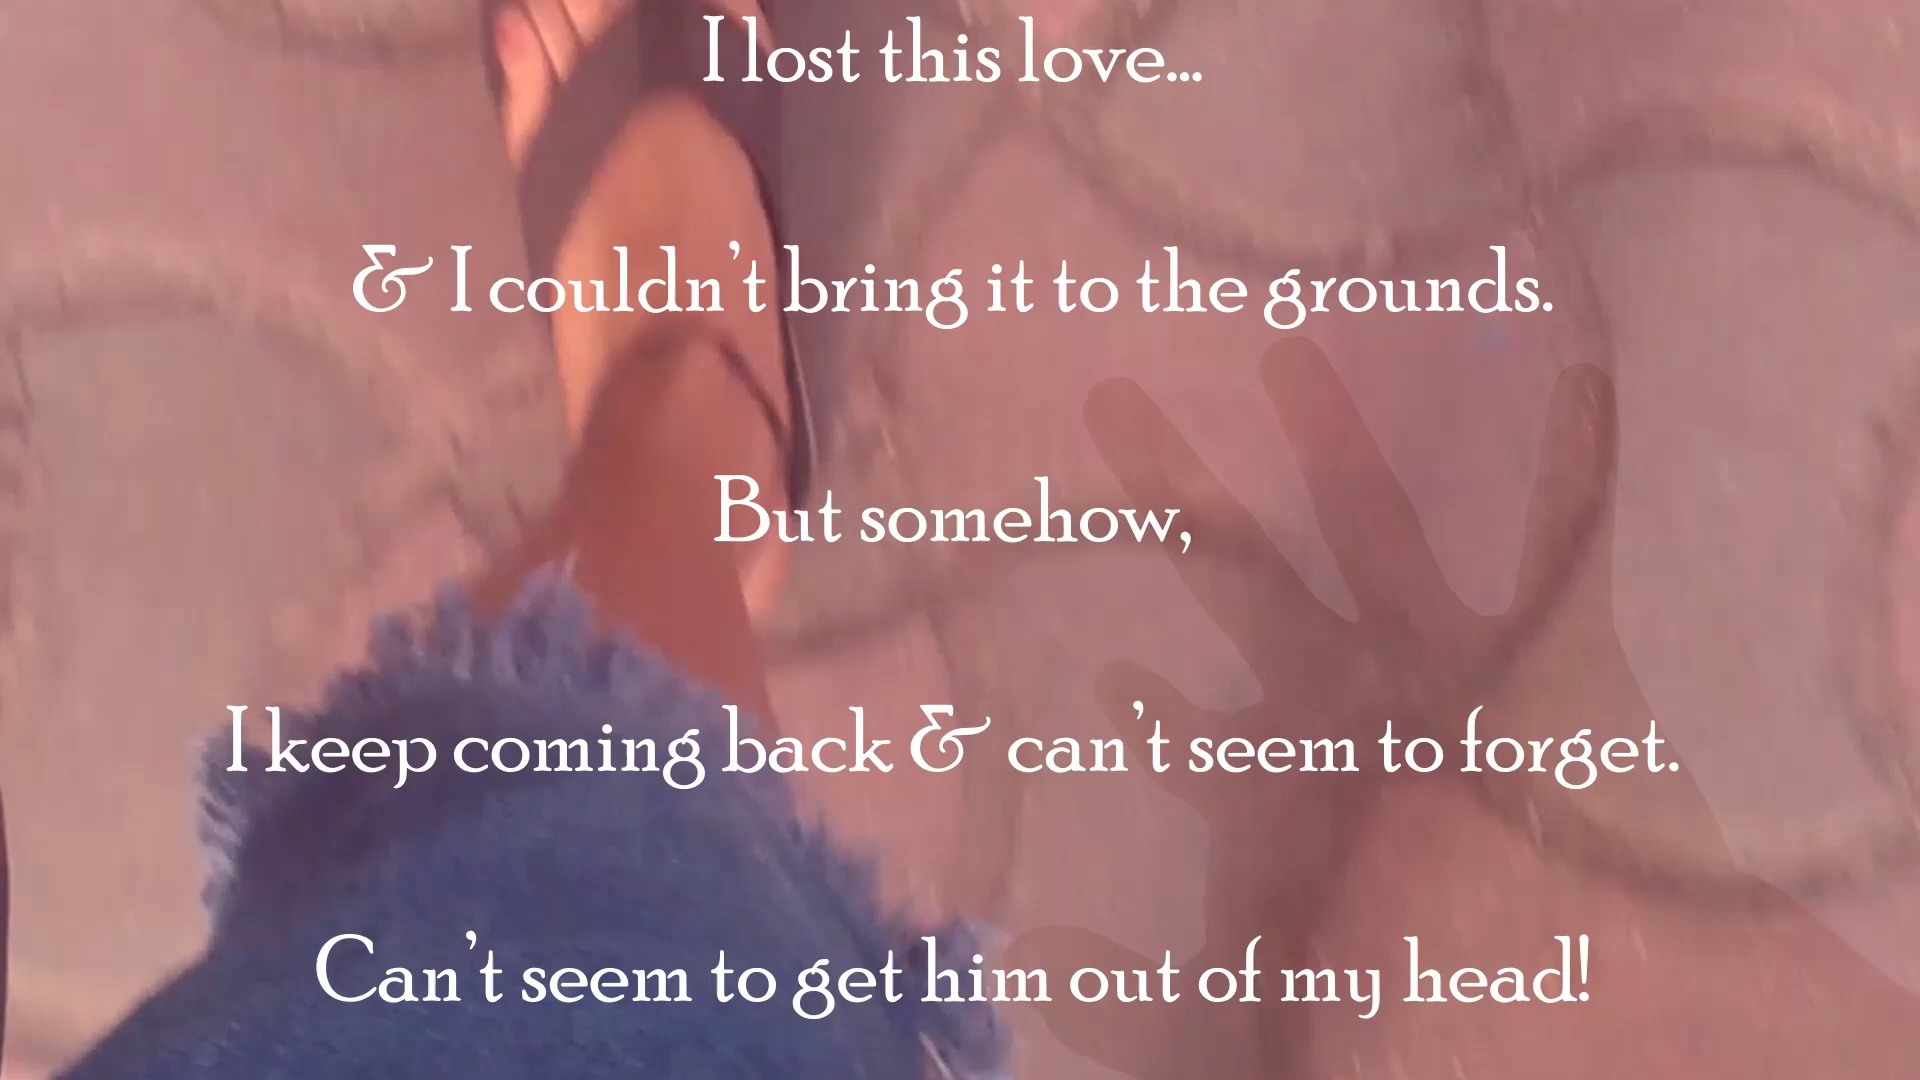 I lost this love...
& I couldn't bring it to the grounds.
But somehow,
I keep coming back & can't seem to forget.
Can't seem to get him out of my head!